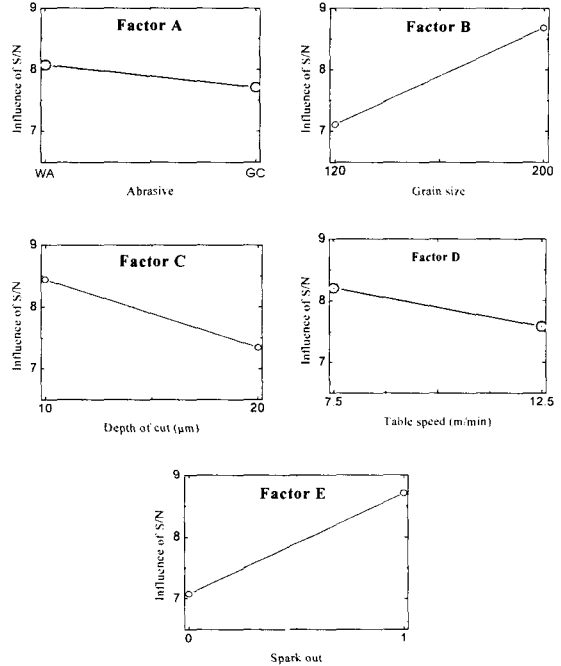 Factor A
Influence of S/N
9
8
7
WA
GC
Abrasive
Factor B
Influence of S/N
9
8
7
120
200
Grain size
Factor C
Influence of S/N
9
8
7
10
20
Depth of cut (μm)
Factor D
Influence of S/N
9
8
7
7.5
12.5
Table speed (m/min)
Factor E
Influence of S/N
9
8
7
0
1
Spark out